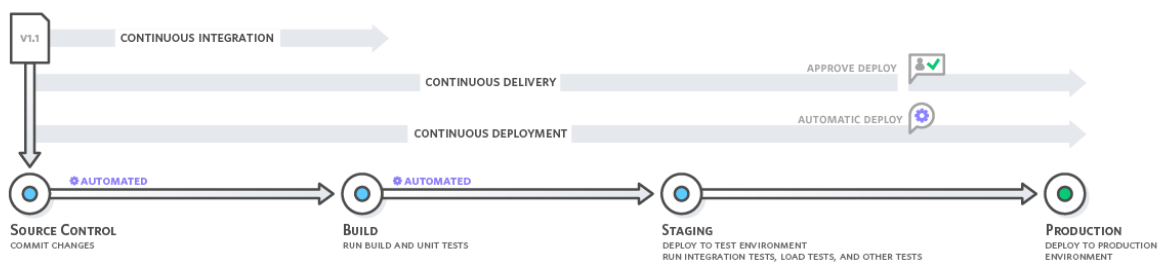 V1.1
CONTINUOUS INTEGRATION
APPROVE DEPLOY
CONTINUOUS DELIVERY
AUTOMATIC DEPLOY
CONTINUOUS DEPLOYMENT
AUTOMATED
AUTOMATED
SOURCE CONTROL
COMMIT CHANGES
BUILD
RUN BUILD AND UNIT TESTS
STAGING
DEPLOY TO TEST ENVIRONMENT
RUN INTEGRATION TESTS, LOAD TESTS, AND OTHER TESTS
PRODUCTION
DEPLOY TO PRODUCTION
ENVIRONMENT